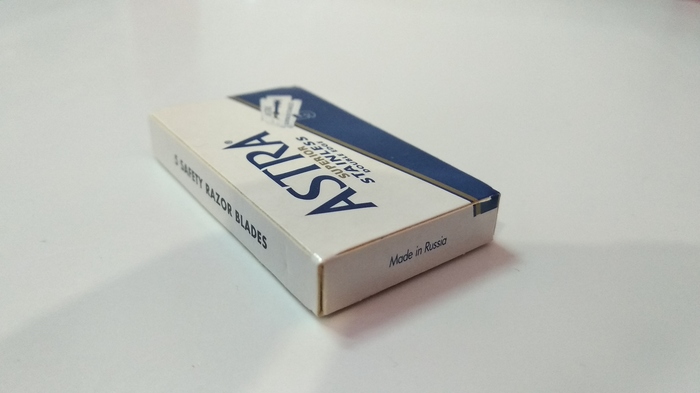 ASTRA®
SUPERIOR
STAINLESS
DOUBLE EDGE
5 SAFETY RAZOR BLADES
Made in Russia